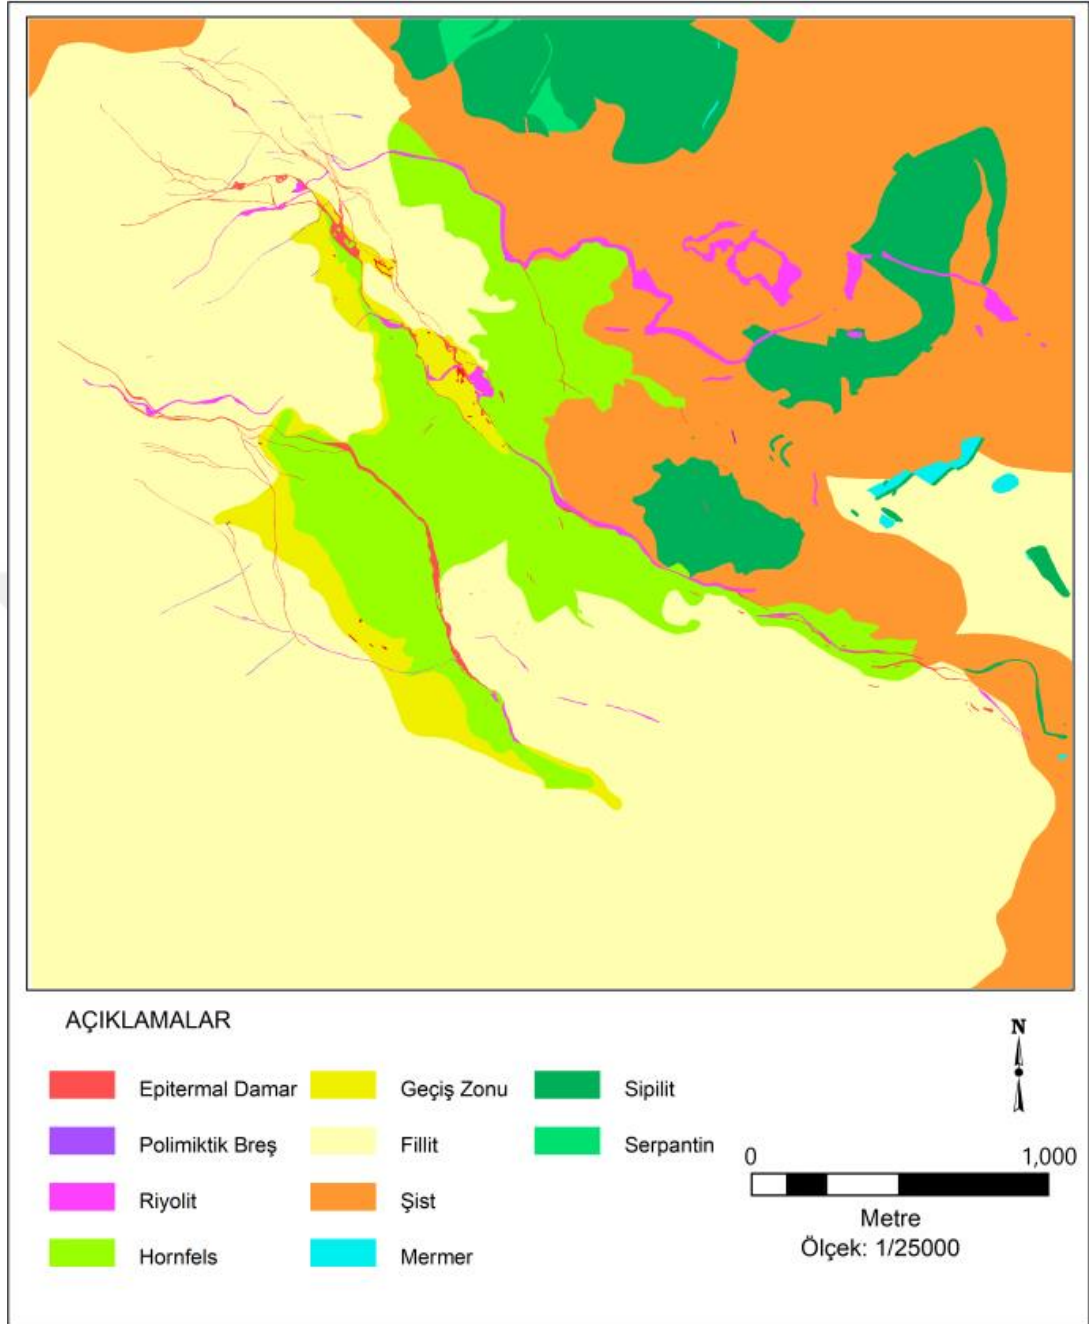 AÇIKLAMALAR
N
Epitermal Damar
Geçiş Zonu
Sipilit
Polimiktik Breş
Fillit
Serpantin
0 1,000
Riyolit
Şist
Metre
Hornfels
Mermer
Ölçek: 1/25000